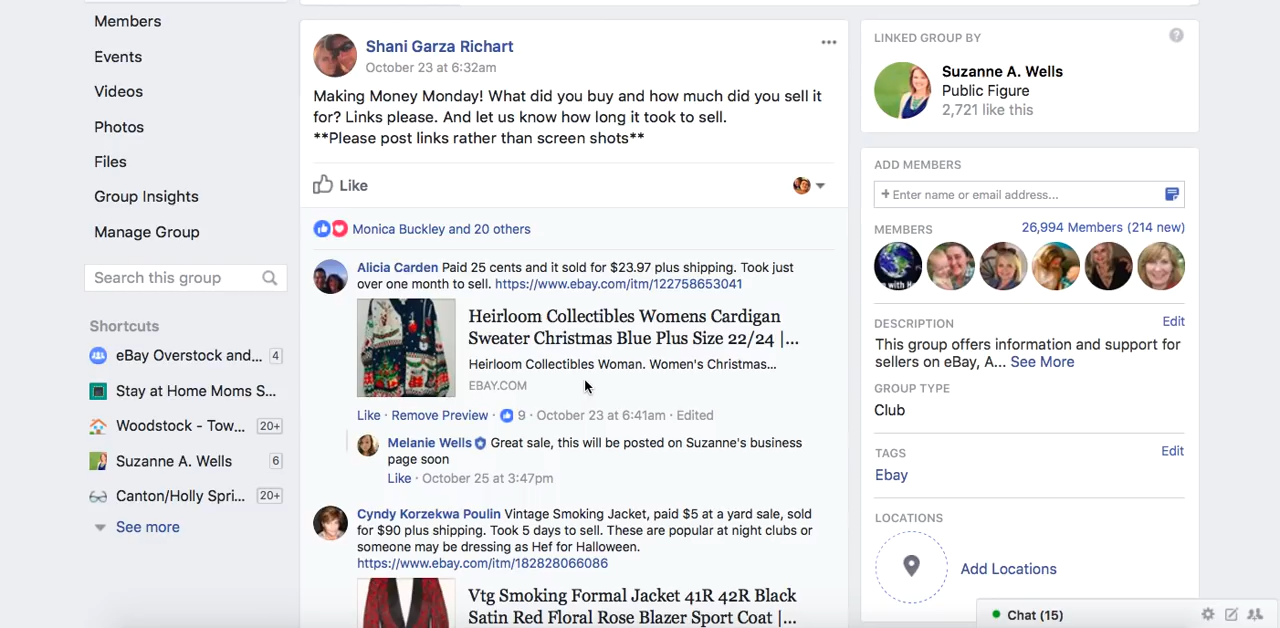 Members
Events
Videos
Photos
Files
Group Insights
Manage Group
Search this group
Shortcuts
eBay Overstock and... 4
Stay at Home Moms S...
Woodstock - Tow... 20+
Suzanne A. Wells 6
Canton/Holly Spri... 20+
See more
Shani Garza Richart
October 23 at 6:32am
Making Money Monday! What did you buy and how much did you sell it
for? Links please. And let us know how long it took to sell.
**Please post links rather than screen shots**
Like
Monica Buckley and 20 others
Alicia Carden Paid 25 cents and it sold for $23.97 plus shipping. Took just
over one month to sell. https://www.ebay.com/itm/122758653041
Heirloom Collectibles Womens Cardigan
Sweater Christmas Blue Plus Size 22/24 |...
Heirloom Collectibles Woman. Women's Christmas...
EBAY.COM
Like · Remove Preview · 9 · October 23 at 6:41am · Edited
Melanie Wells Great sale, this will be posted on Suzanne's business
page soon
Like · October 25 at 3:47pm
Cyndy Korzekwa Poulin Vintage Smoking Jacket, paid $5 at a yard sale, sold
for $90 plus shipping. Took 5 days to sell. These are popular at night clubs or
someone may be dressing as Hef for Halloween.
https://www.ebay.com/itm/182828066086
Vtg Smoking Formal Jacket 41R 42R Black
Satin Red Floral Rose Blazer Sport Coat |...
LINKED GROUP BY ?
Suzanne A. Wells
Public Figure
2,721 like this
ADD MEMBERS
+ Enter name or email address...
MEMBERS 26,994 Members (214 new)
DESCRIPTION Edit
This group offers information and support for
sellers on eBay, A... See More
GROUP TYPE
Club
TAGS Edit
Ebay
LOCATIONS
Add Locations
Chat (15)